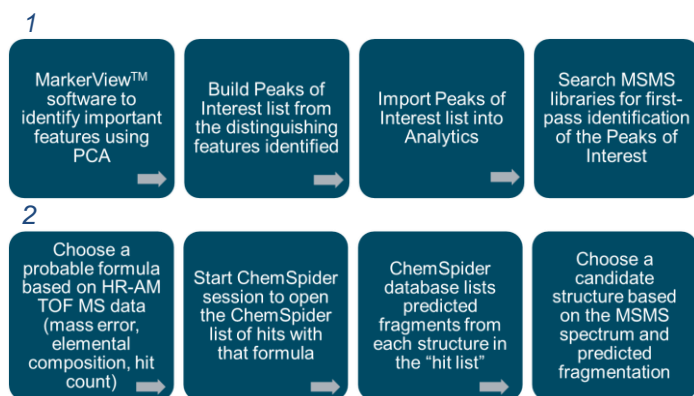 1
MarkerView™
software to
identify important
features using
PCA
Build Peaks of
Interest list from
the distinguishing
features identified
Import Peaks of
Interest list into
Analytics
Search MSMS
libraries for first-
pass identification
of the Peaks of
Interest
2
Choose a
probable formula
based on HR-AM
TOF MS data
(mass error,
elemental
composition, hit
count)
Start ChemSpider
session to open
the ChemSpider
list of hits with
that formula
ChemSpider
database lists
predicted
fragments from
each structure in
the “hit list”
Choose a
candidate
structure based
on the MSMS
spectrum and
predicted
fragmentation